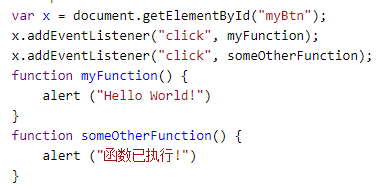 var x = document.getElementById("myBtn");
x.addEventListener("click", myFunction);
x.addEventListener("click", someOtherFunction);
function myFunction() {
    alert ("Hello World!")
}
function someOtherFunction() {
    alert ("函数已执行!")
}